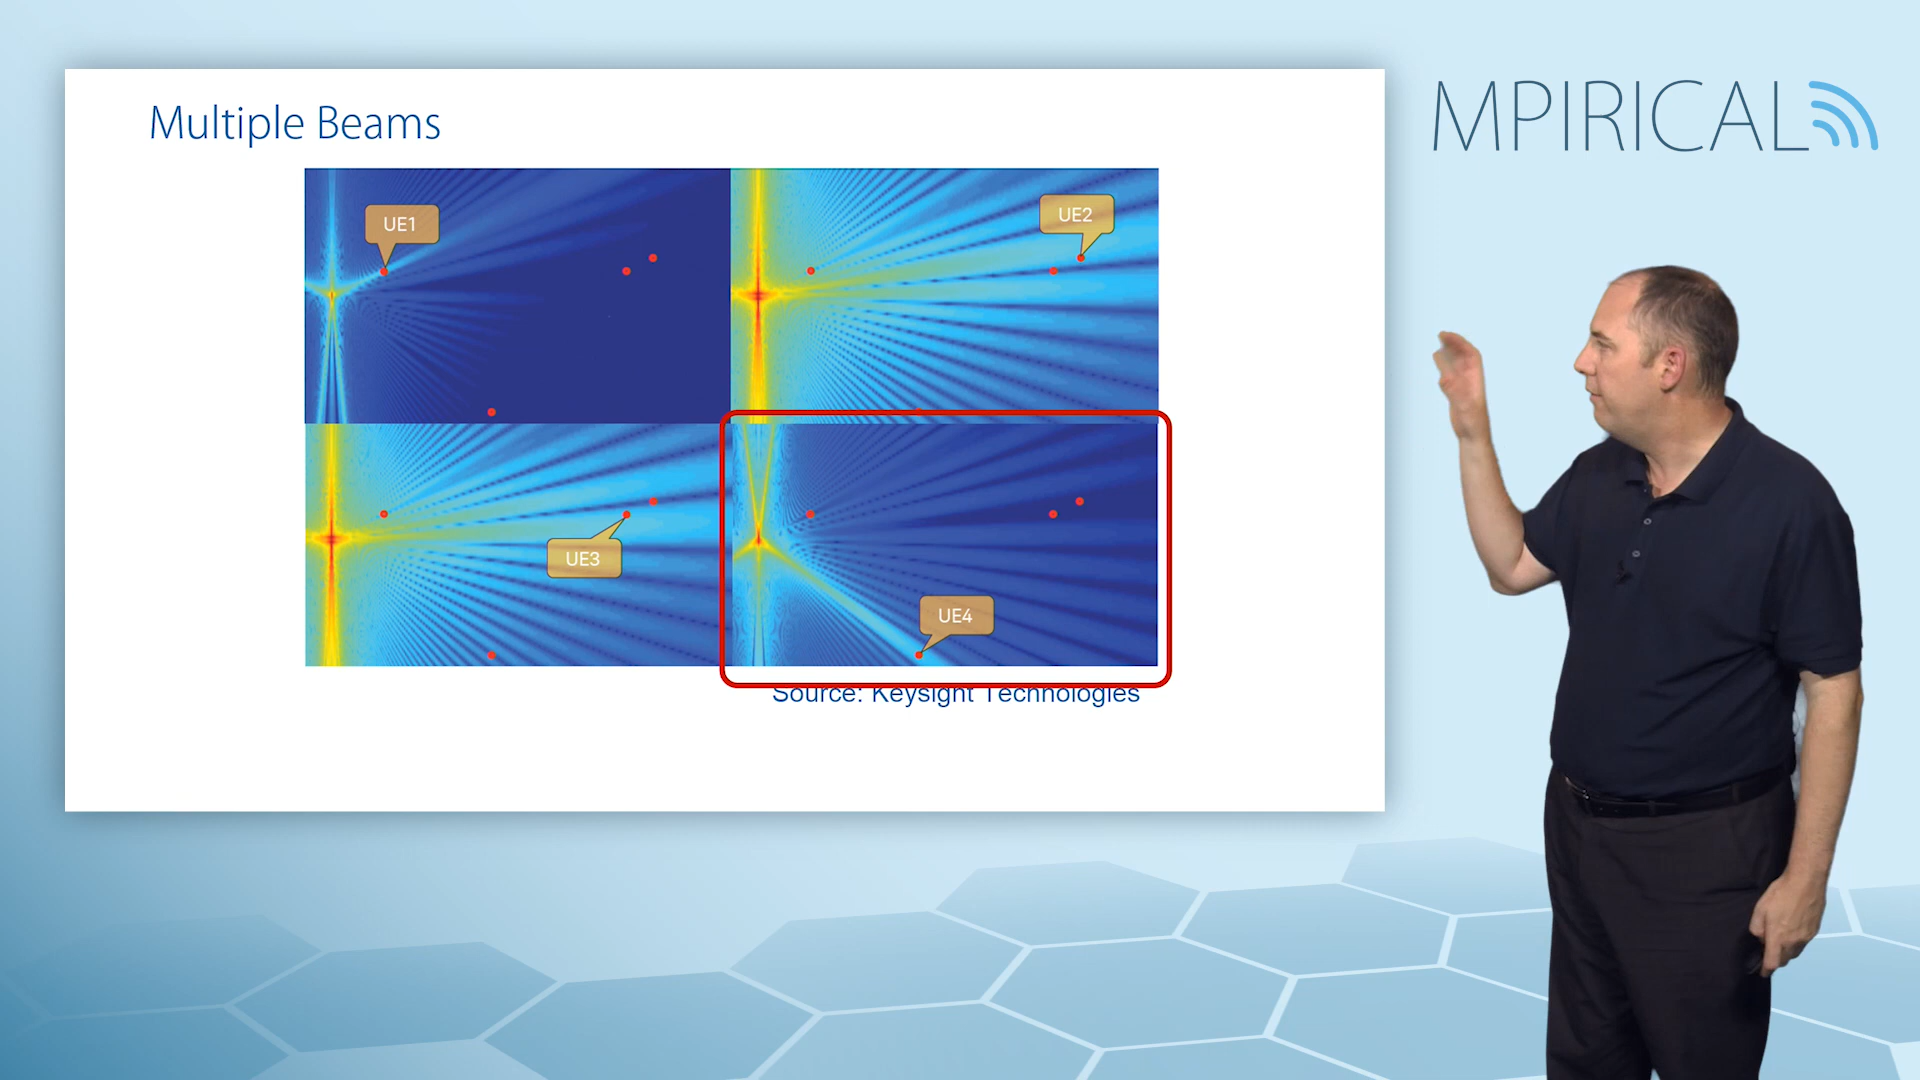 MPIRICAL
Multiple Beams
UE1
UE2
UE3
UE4
Source: Keysight Technologies